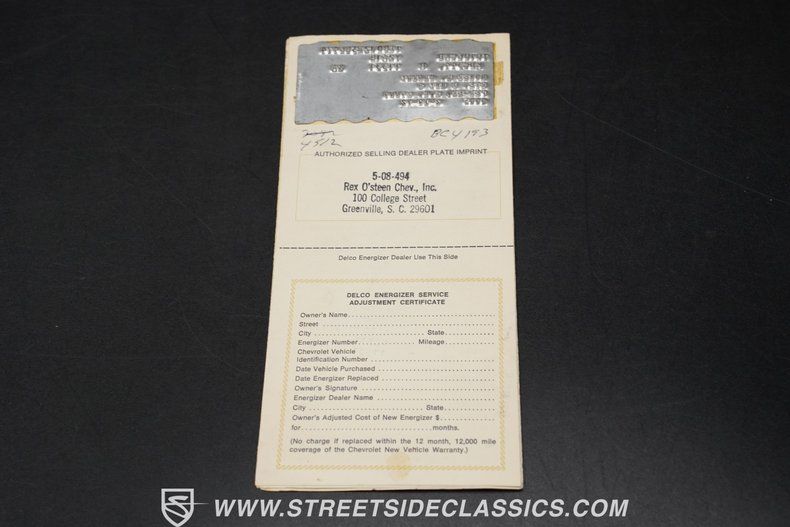 4512
BC4193
AUTHORIZED SELLING DEALER PLATE IMPRINT
5-08-494
Rex O'steen Chev., Inc.
100 College Street
Greenville, S. C. 29601
Delco Energizer Dealer Use This Side
DELCO ENERGIZER SERVICE
ADJUSTMENT CERTIFICATE
Owner's Name
Street
City State
Energizer Number Mileage
Chevrolet Vehicle
Identification Number
Date Vehicle Purchased
Date Energizer Replaced
Owner's Signature
Energizer Dealer Name
City State
Owner's Adjusted Cost of New Energizer $
for months.
(No charge if replaced within the 12 month, 12,000 mile
coverage of the Chevrolet New Vehicle Warranty.)
WWW.STREETSIDECLASSICS.COM